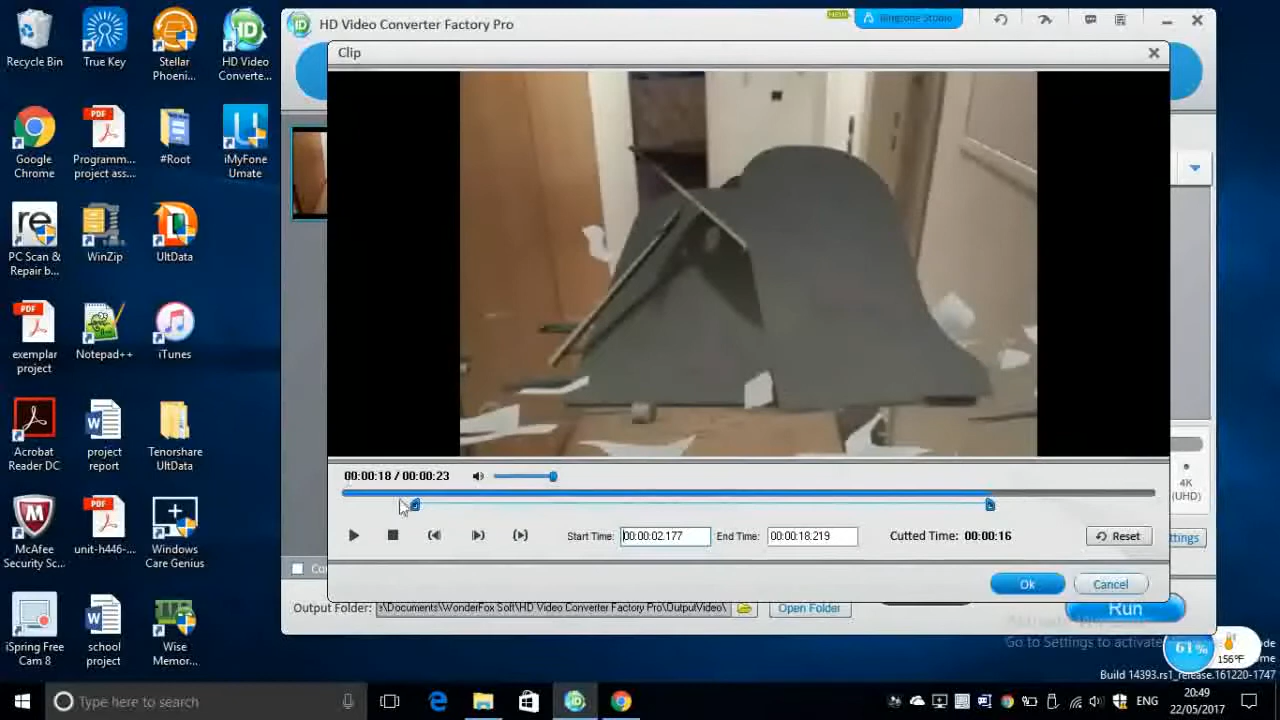 Recycle Bin
True Key
Stellar Phoeni...
HD Video Converte...
Google Chrome
Programm... project ass...
#Root
iMyFone Umate
PC Scan & Repair b...
WinZip
UltData
exemplar project
Notepad++
iTunes
Acrobat Reader DC
project report
Tenorshare UltData
McAfee Security Sc...
unit-h446-...
Windows Care Genius
iSpring Free Cam 8
school project
Wise Memor...
HD Video Converter Factory Pro
NEW
Ringtone Studio
Clip
00:00:18 / 00:00:23
Start Time: 00:00:02.177 End Time: 00:00:18.219 Cutted Time: 00:00:16 Reset
Ok Cancel
4K (UHD)
ttings
Co
Output Folder: s\Documents\WonderFox Soft\HD Video Converter Factory Pro\OutputVideo\ Open Folder
Run
Go to Settings to activate
61%
156°F
Build 14393.rs1_release.161220-1747
Type here to search
ENG
20:49
22/05/2017